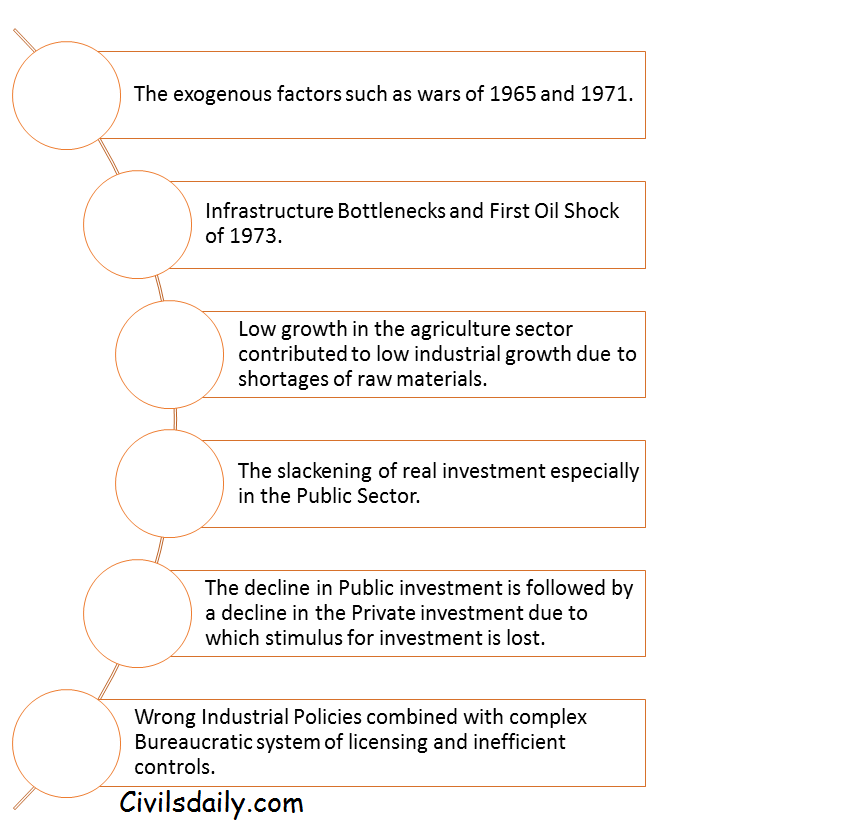 The exogenous factors such as wars of 1965 and 1971.
Infrastructure Bottlenecks and First Oil Shock
of 1973.
Low growth in the agriculture sector
contributed to low industrial growth due to
shortages of raw materials.
The slackening of real investment especially
in the Public Sector.
The decline in Public investment is followed by
a decline in the Private investment due to
which stimulus for investment is lost.
Wrong Industrial Policies combined with complex
Bureaucratic system of licensing and inefficient
controls.
Civilsdaily.com